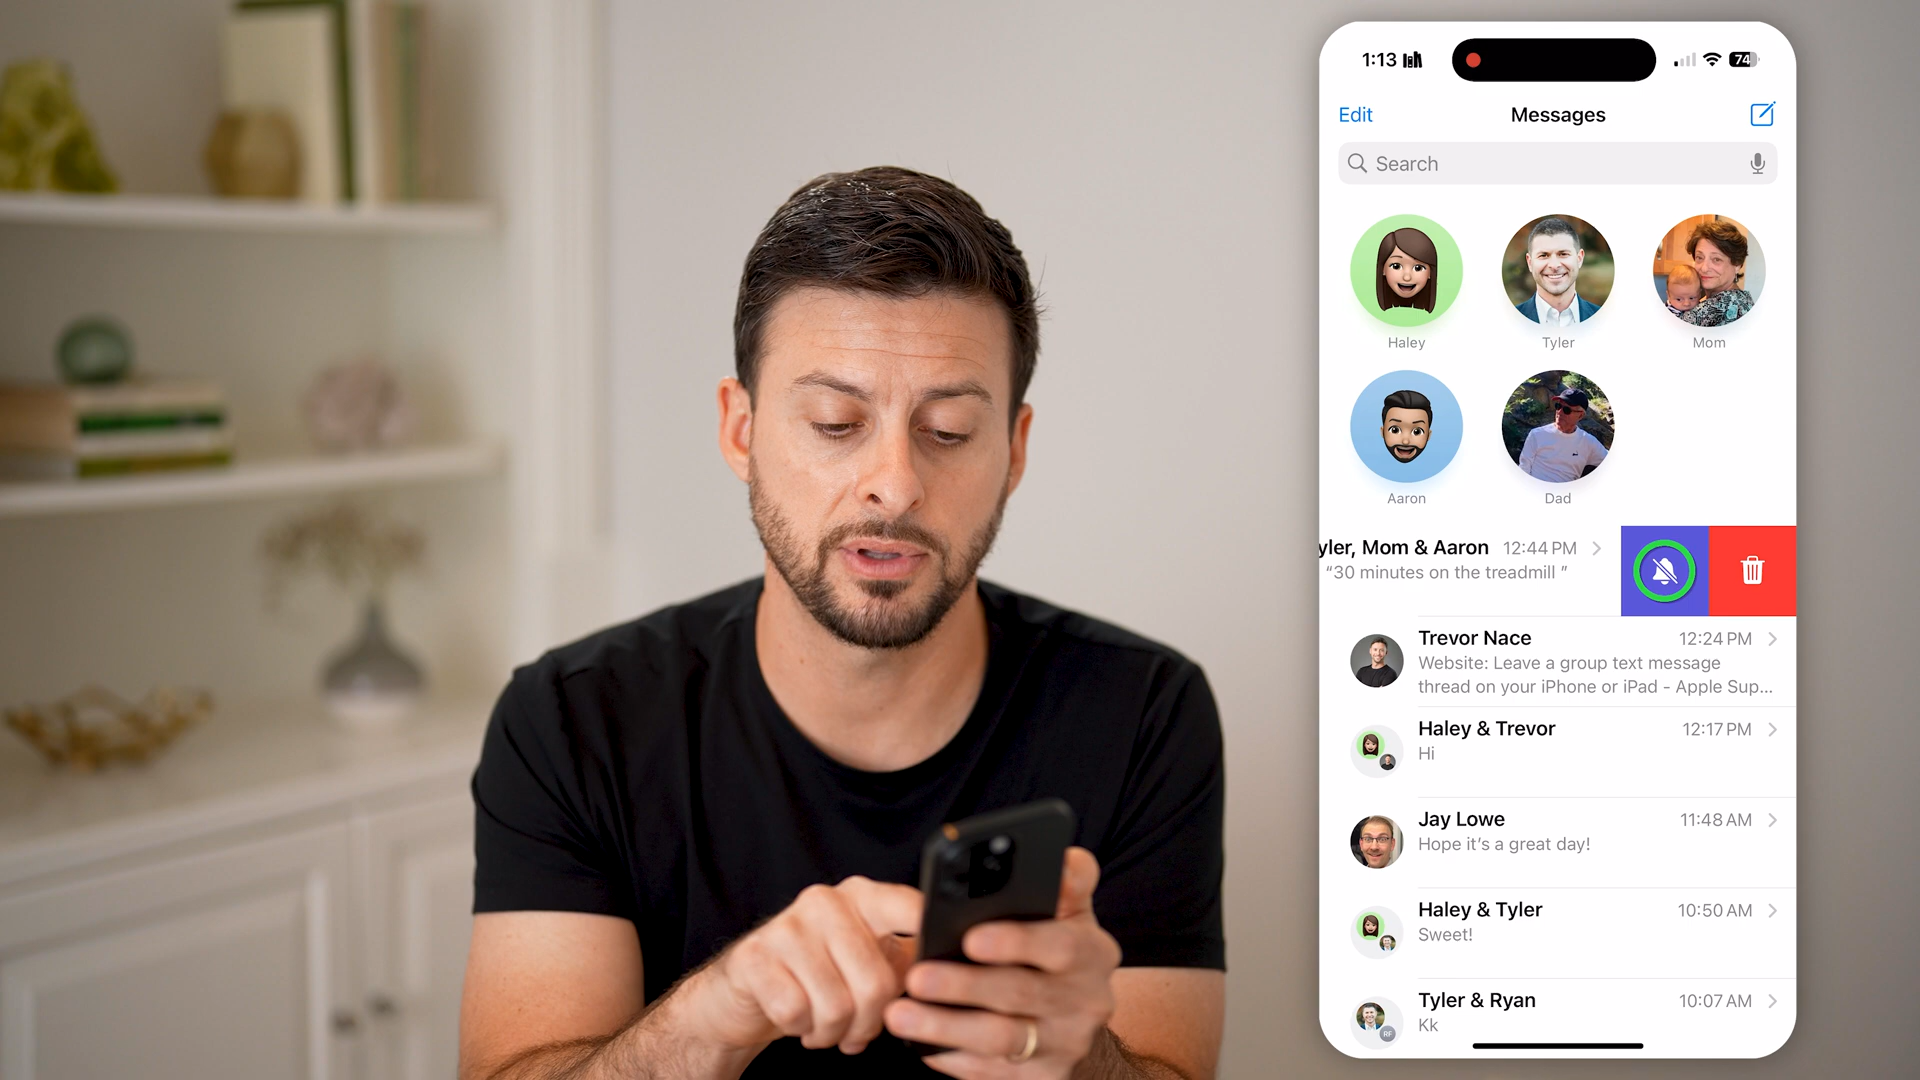 1:13
74
Edit
Messages
Search
Haley
Tyler
Mom
Aaron
Dad
yler, Mom & Aaron 12:44 PM
“30 minutes on the treadmill ”
Trevor Nace 12:24 PM
Website: Leave a group text message
thread on your iPhone or iPad - Apple Sup...
Haley & Trevor 12:17 PM
Hi
Jay Lowe 11:48 AM
Hope it's a great day!
Haley & Tyler 10:50 AM
Sweet!
Tyler & Ryan 10:07 AM
Kk
RF